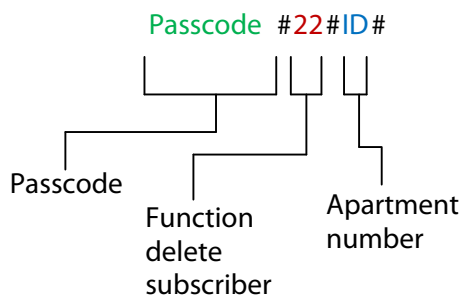 Passcode #22#ID#
Passcode
Function
delete
subscriber
Apartment
number